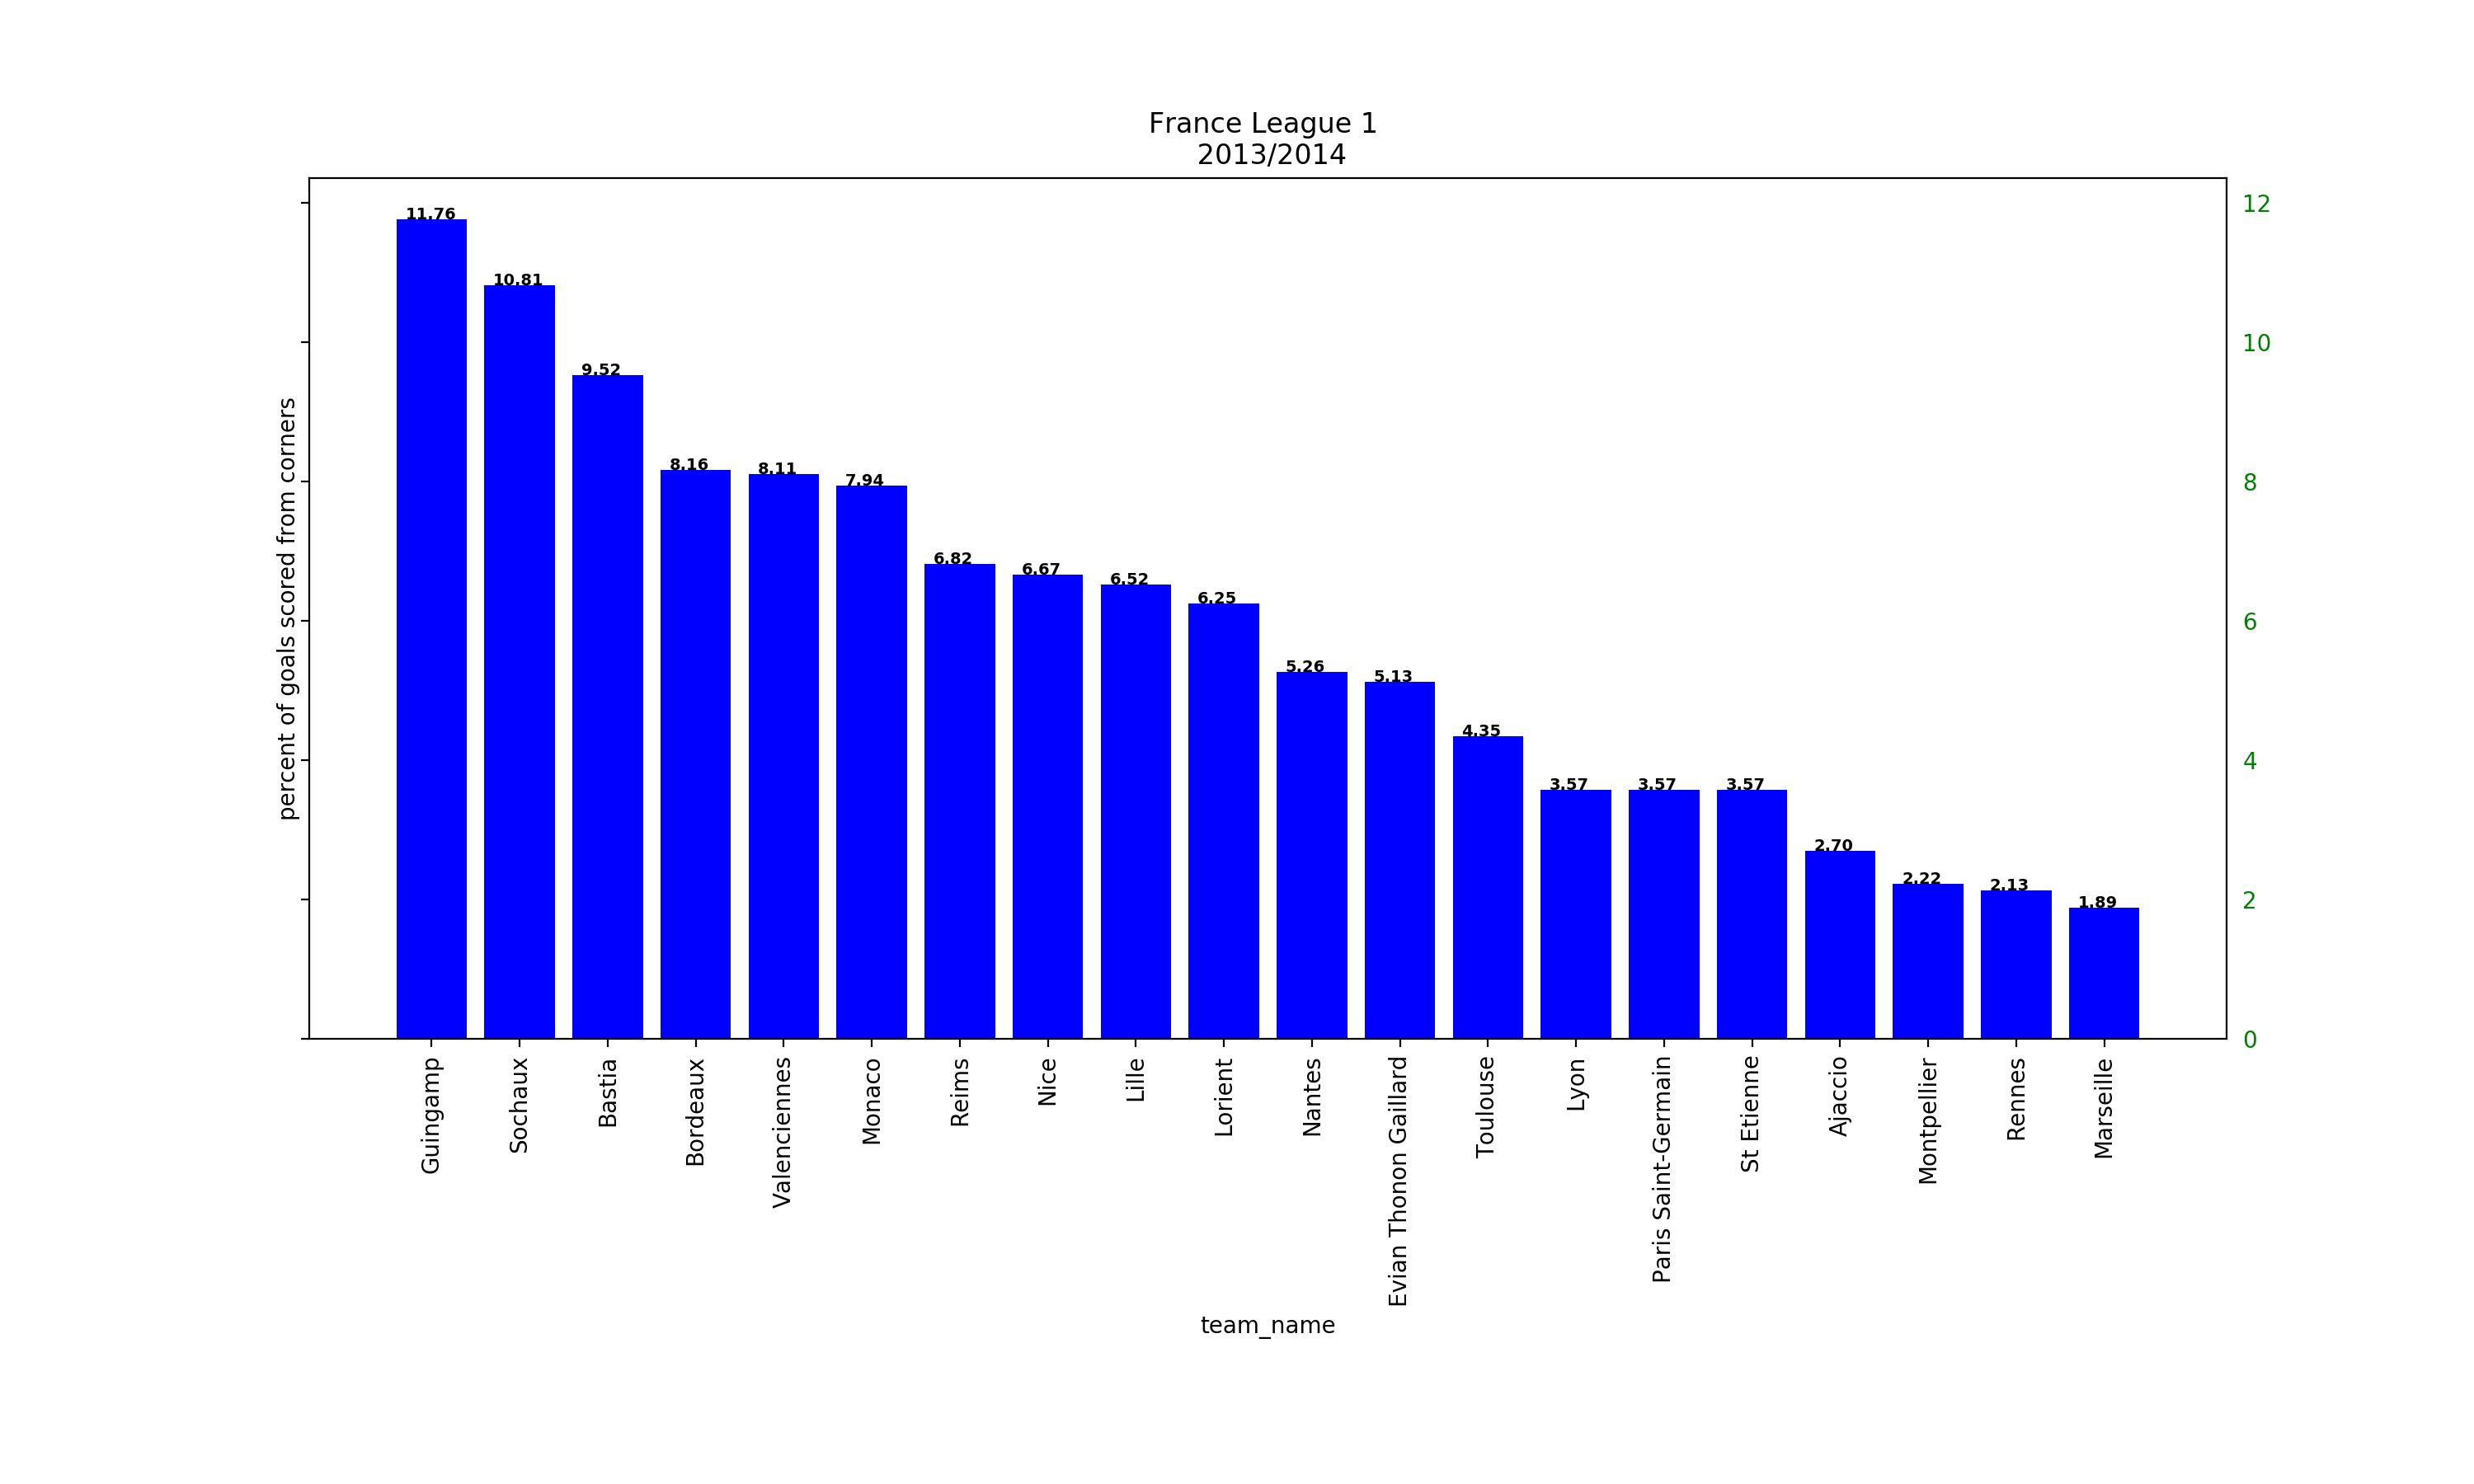 France League 1
2013/2014
percent of goals scored from corners
11.76
10.81
9.52
8.16
8.11
7.94
6.82
6.67
6.52
6.25
5.26
5.13
4.35
3.57
3.57
3.57
2.70
2.22
2.13
1.89
12
10
8
6
4
2
0
Guingamp
Sochaux
Bastia
Bordeaux
Valenciennes
Monaco
Reims
Nice
Lille
Lorient
Nantes
Evian Thonon Gaillard
Toulouse
Lyon
Paris Saint-Germain
St Etienne
Ajaccio
Montpellier
Rennes
Marseille
team_name